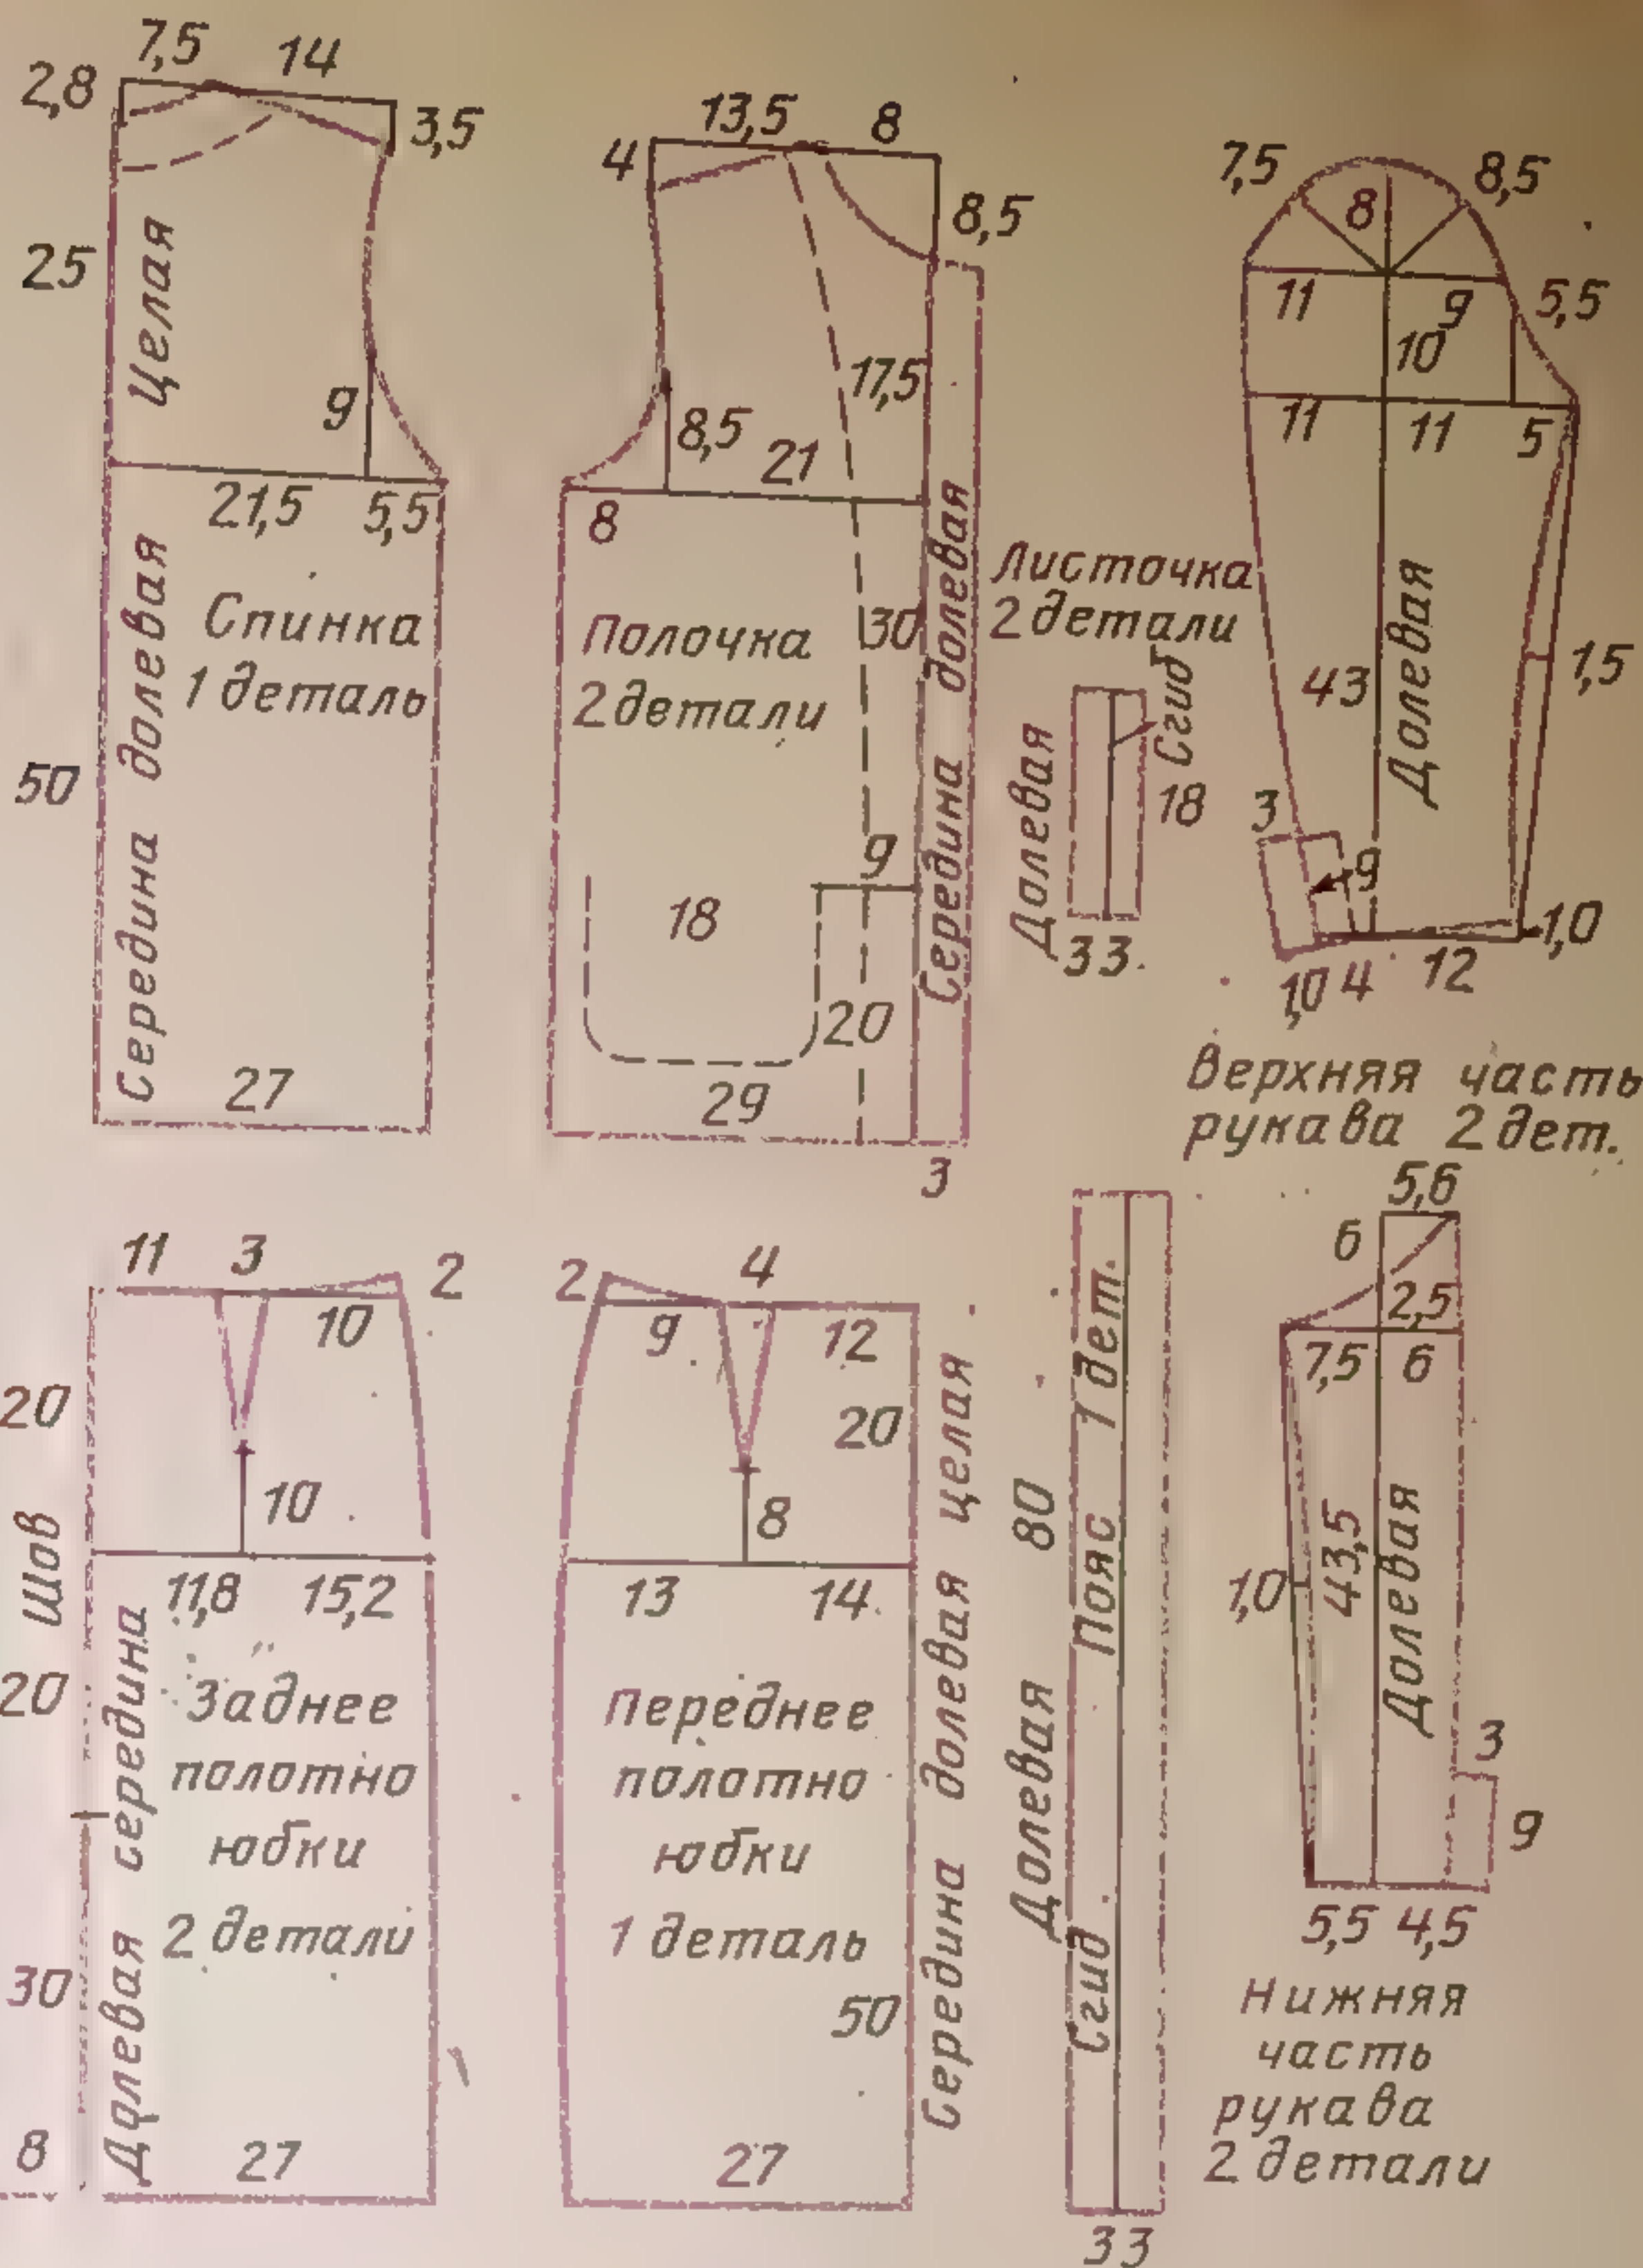 7,5 14
2,8
3,5
25
Целая
9
21,5 5,5
Середина долевая
Спинка
1 деталь
50
27
13,5 8
4
8,5
17,5
8,5
21
8
30
Полочка
2 детали
Середина долевая
9
18
20
29
3
Листочка
2 детали
Сгиб
Долевая
18
3 3
7,5
8
8,5
11
9
5,5
10
11
11
5
43
Долевая
1,5
3
9
1,0
1,0 4 12
Верхняя часть
рукава 2 дет.
11 3 2
10
20
10
Шов
11,8 15,2
20
Долевая середина
Заднее
полотно
юбки
2 детали
30
8
27
2 4
9 12
20
8
13 14
Переднее
полотно
юбки
1 деталь
50
27
Середина долевая целая
Долевая 80
Сгид Пояс 1 дет.
3 3
5,6
6
2,5
7,5 6
43,5
Долевая
1,0
3
9
5,5 4,5
Нижняя
часть
рукава
2 детали